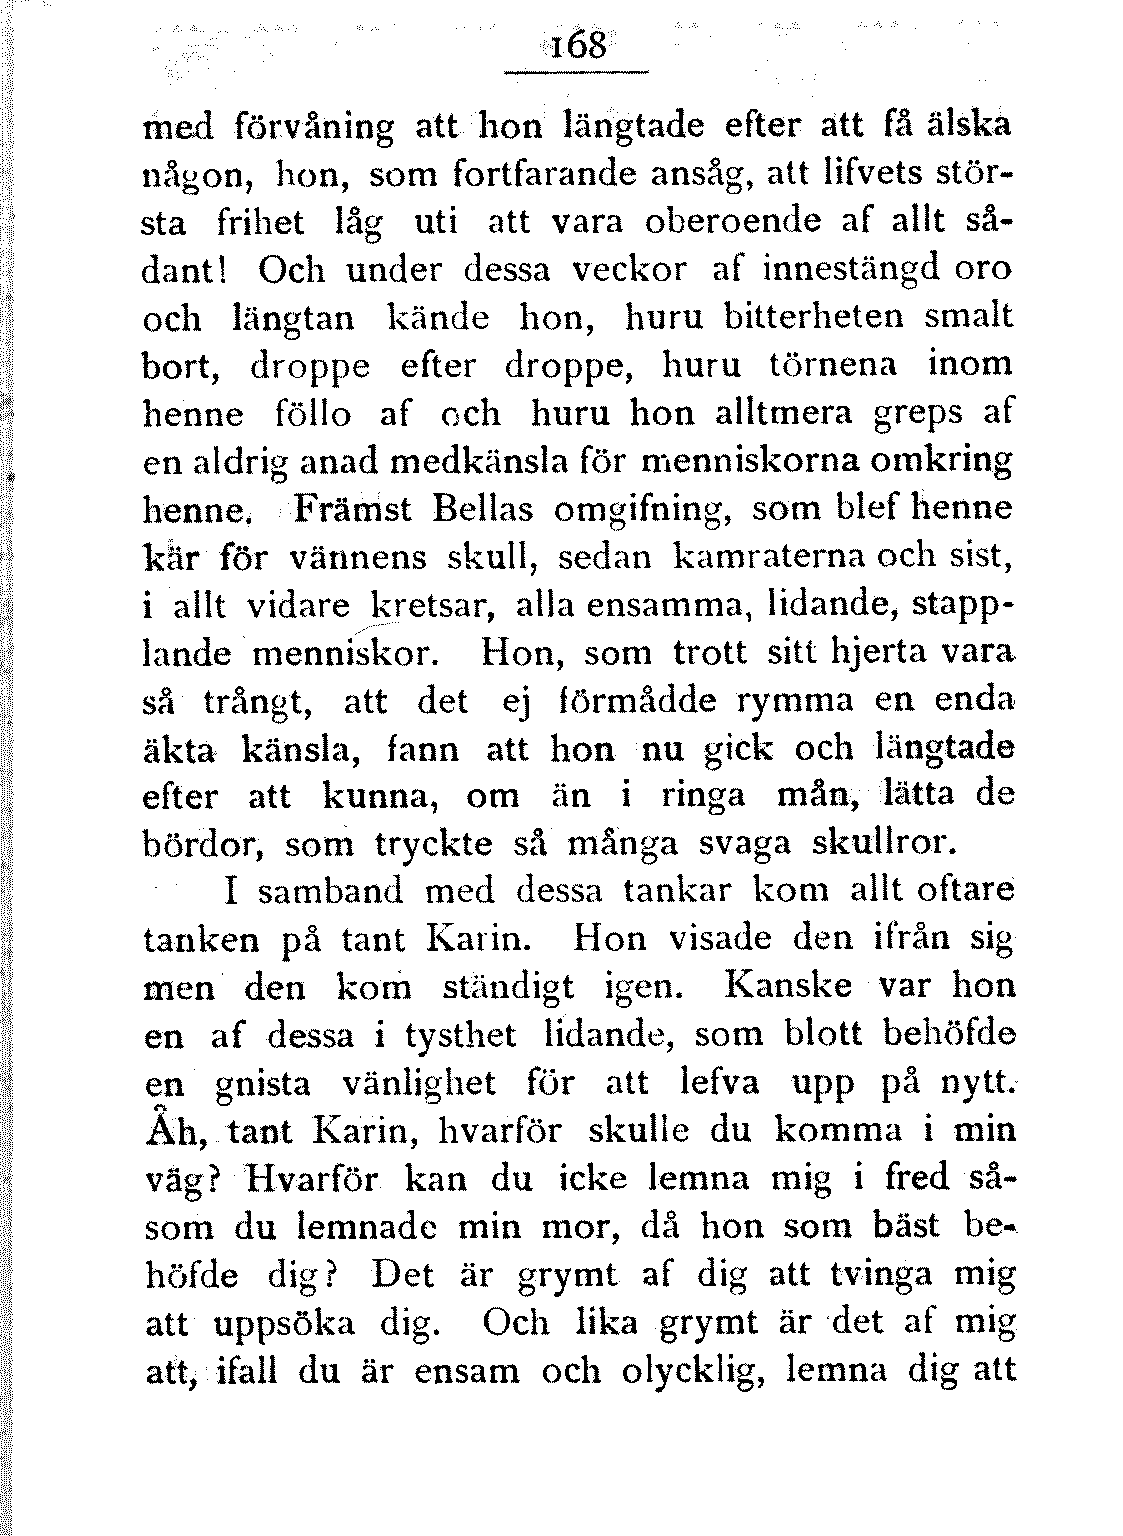 168
med förvåning att hon längtade efter att få älska
någon, hon, som fortfarande ansåg, att lifvets stör-
sta frihet låg uti att vara oberoende af allt så-
dant! Och under dessa veckor af innestängd oro
och längtan kände hon, huru bitterheten smalt
bort, droppe efter droppe, huru törnena inom
henne föllo af och huru hon alltmera greps af
en aldrig anad medkänsla för menniskorna omkring
henne. Främst Bellas omgifning, som blef henne
kär för vännens skull, sedan kamraterna och sist,
i allt vidare kretsar, alla ensamma, lidande, stapp-
lande menniskor. Hon, som trott sitt hjerta vara
så trångt, att det ej förmådde rymma en enda
äkta känsla, fann att hon nu gick och längtade
efter att kunna, om än i ringa mån, lätta de
bördor, som tryckte så många svaga skullror.
I samband med dessa tankar kom allt oftare
tanken på tant Karin. Hon visade den ifrån sig
men den kom ständigt igen. Kanske var hon
en af dessa i tysthet lidande, som blott behöfde
en gnista vänlighet för att lefva upp på nytt.
Åh, tant Karin, hvarför skulle du komma i min
väg? Hvarför kan du icke lemna mig i fred så-
som du lemnade min mor, då hon som bäst be-
höfde dig? Det är grymt af dig att tvinga mig
att uppsöka dig. Och lika grymt är det af mig
att, ifall du är ensam och olycklig, lemna dig att